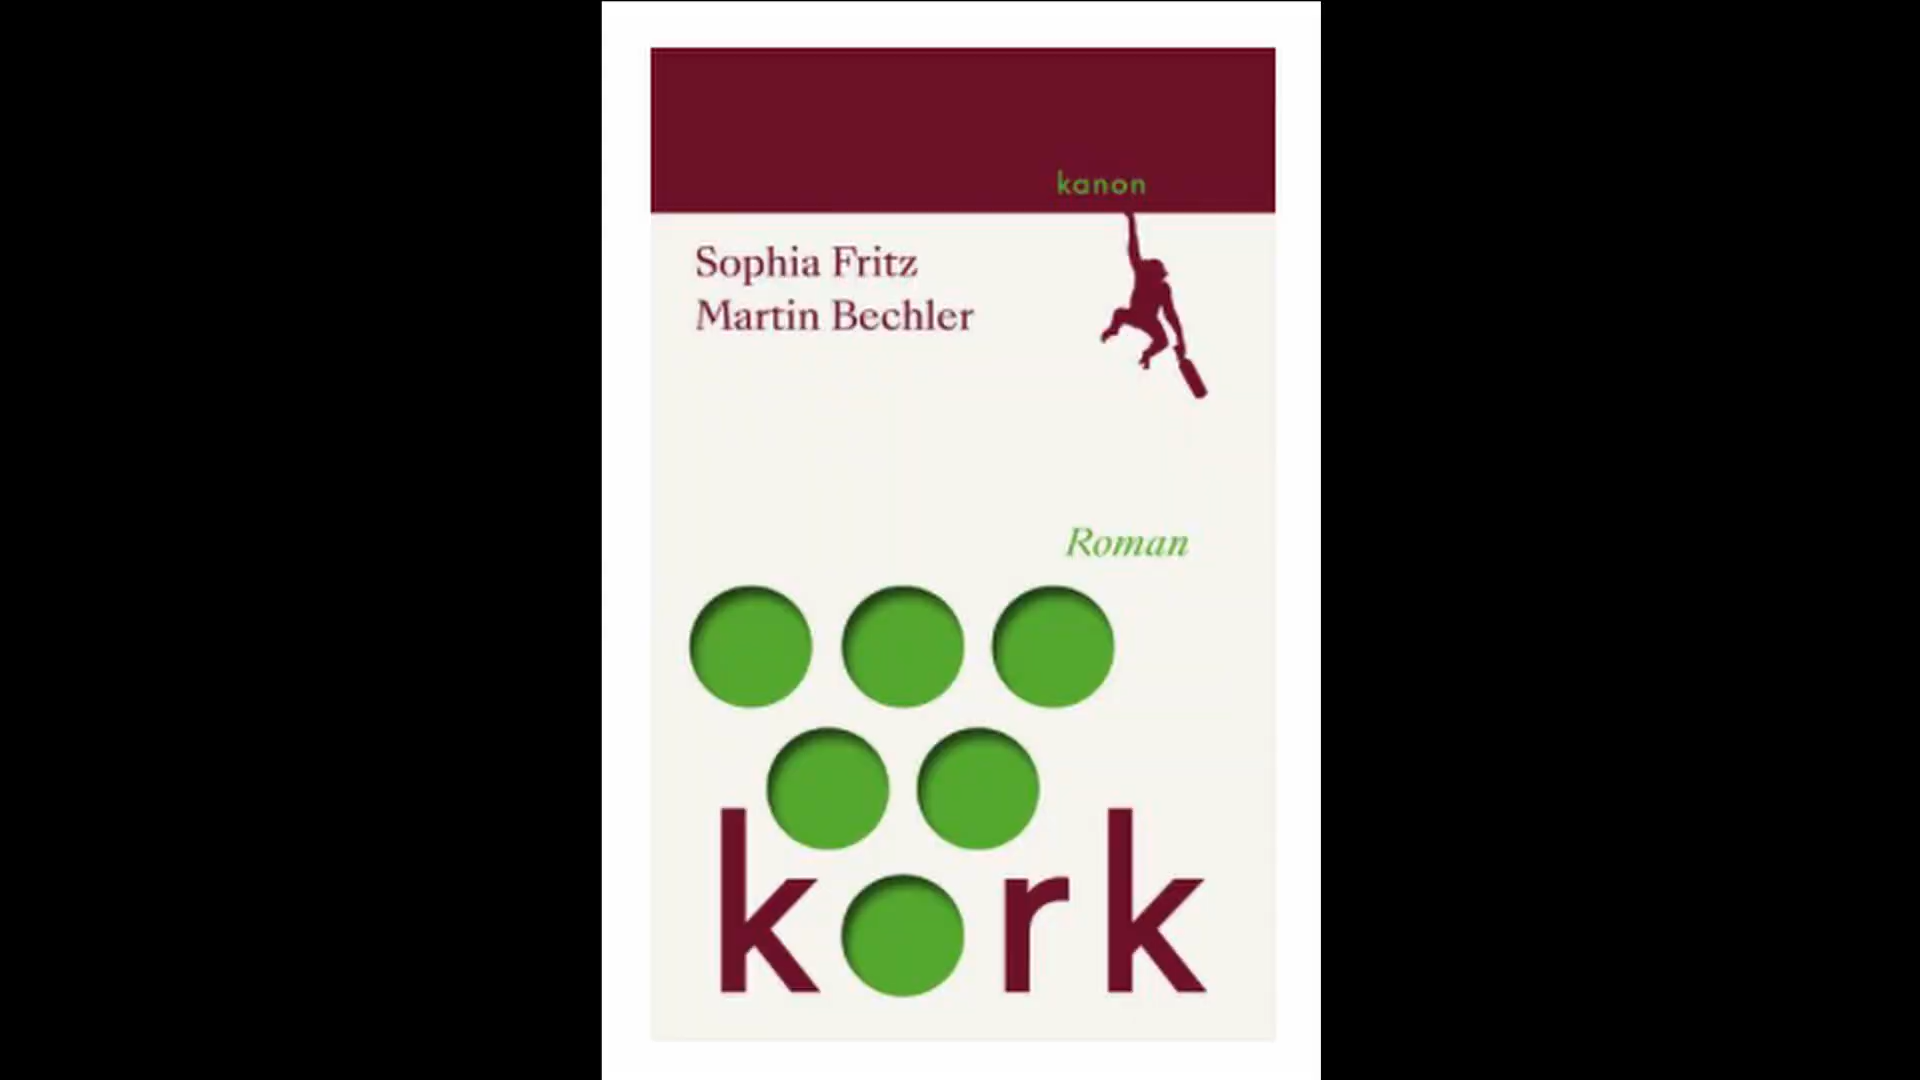 kanon
Sophia Fritz
Martin Bechler
Roman
kork